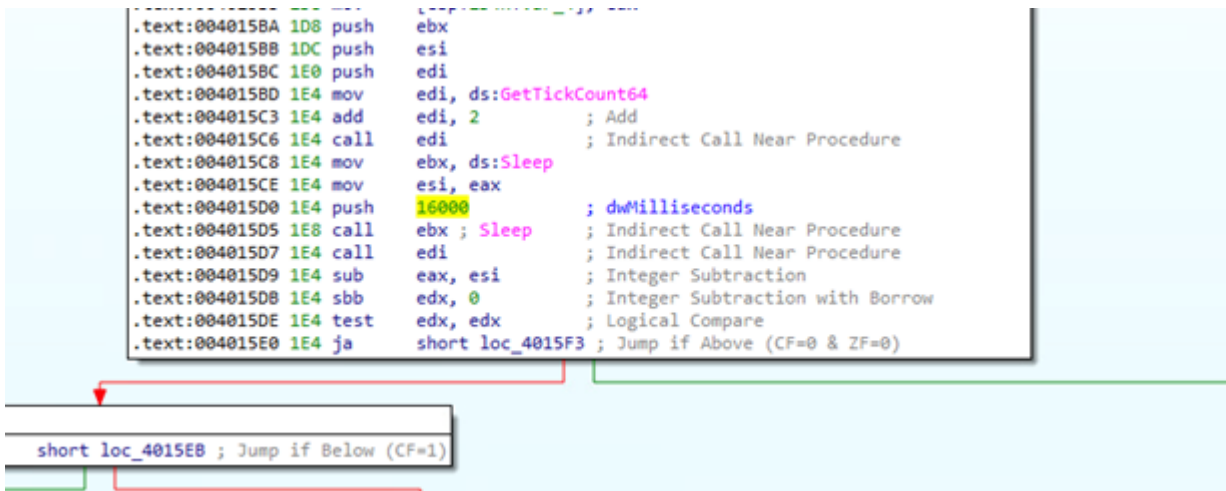 .text:004015BA 1D8 push ebx
.text:004015BB 1DC push esi
.text:004015BC 1E0 push edi
.text:004015BD 1E4 mov edi, ds:GetTickCount64
.text:004015C3 1E4 add edi, 2 ; Add
.text:004015C6 1E4 call edi ; Indirect Call Near Procedure
.text:004015C8 1E4 mov ebx, ds:Sleep
.text:004015CE 1E4 mov esi, eax
.text:004015D0 1E4 push 16000 ; dwMilliseconds
.text:004015D5 1E8 call ebx ; Sleep ; Indirect Call Near Procedure
.text:004015D7 1E4 call edi ; Indirect Call Near Procedure
.text:004015D9 1E4 sub eax, esi ; Integer Subtraction
.text:004015DB 1E4 sbb edx, 0 ; Integer Subtraction with Borrow
.text:004015DE 1E4 test edx, edx ; Logical Compare
.text:004015E0 1E4 ja short loc_4015F3 ; Jump if Above (CF=0 & ZF=0)
short loc_4015EB ; Jump if Below (CF=1)